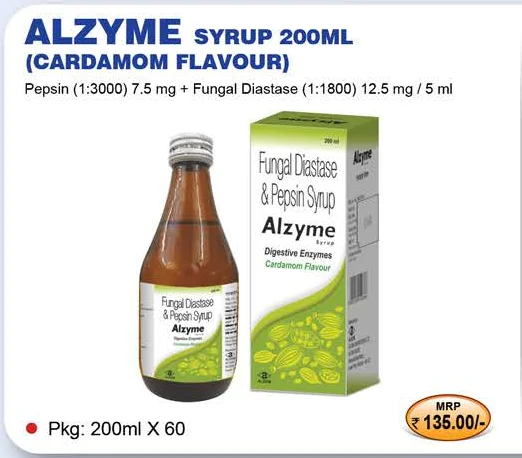 ALZYME SYRUP 200ML
(CARDAMOM FLAVOUR)
Pepsin (1:3000) 7.5 mg + Fungal Diastase (1:1800) 12.5 mg / 5 ml
200 ml
Fungal Diastase
& Pepsin Syrup
Alzyme
Syrup
Digestive Enzymes
Cardamom Flavour
Alzyme
Fungal Diastase
& Pepsin Syrup
Alzyme
Digestive Enzymes
Cardamom Flavour
Pkg: 200ml X 60
MRP
₹ 135.00/-